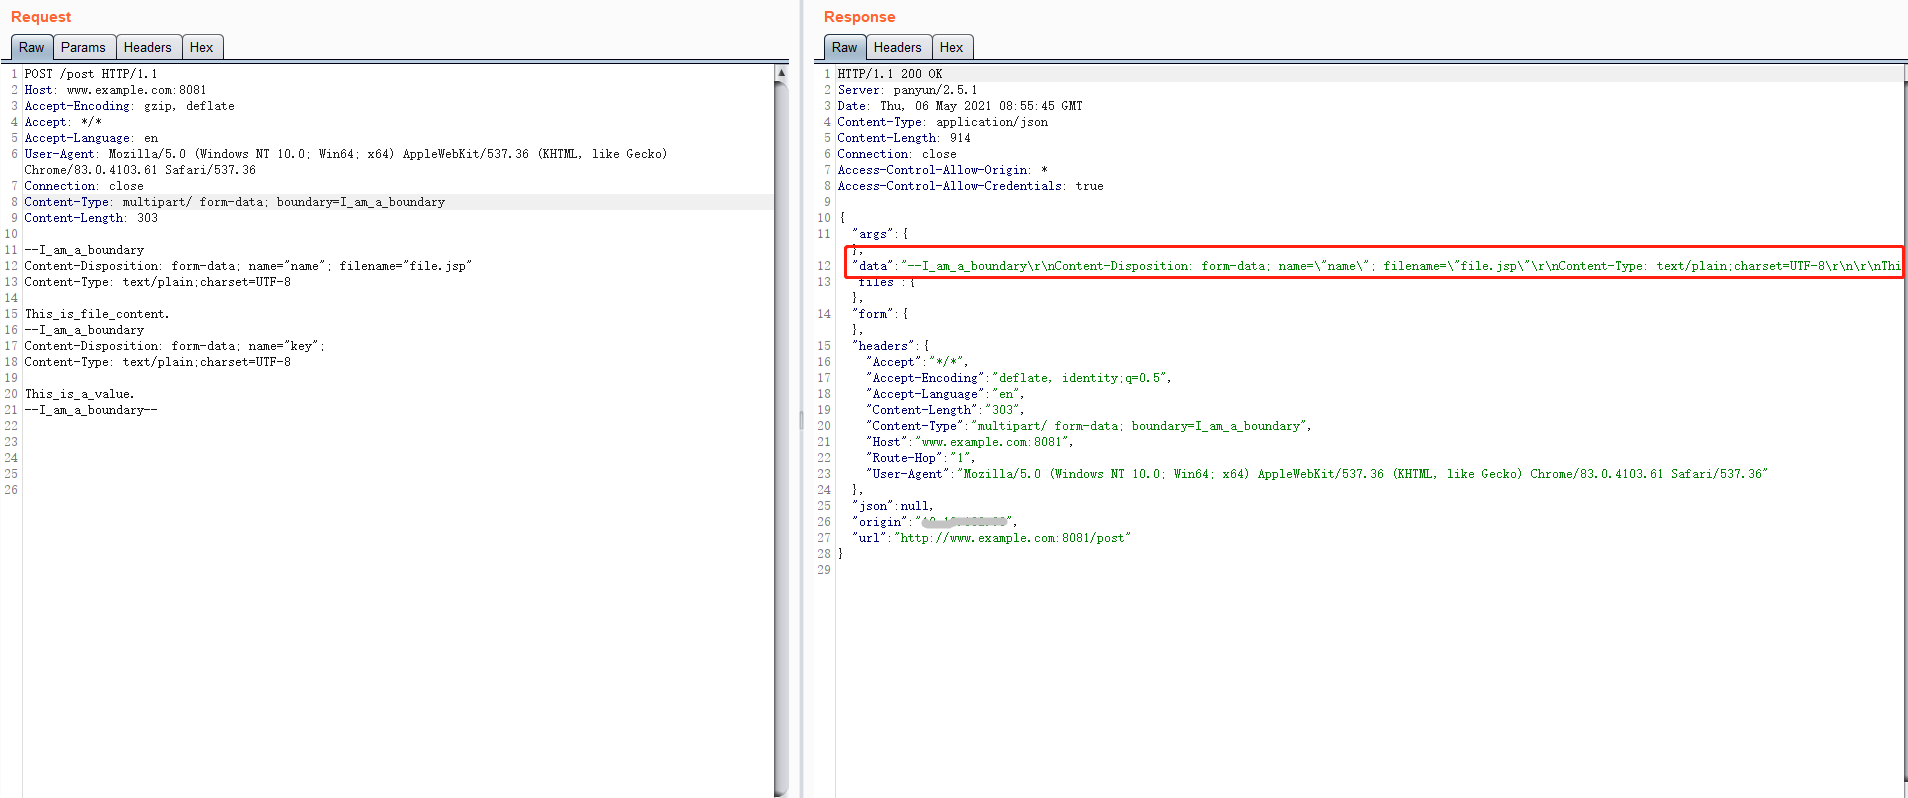 Request
Raw Params Headers Hex
1 POST /post HTTP/1.1
2 Host: www.example.com:8081
3 Accept-Encoding: gzip, deflate
4 Accept: */*
5 Accept-Language: en
6 User-Agent: Mozilla/5.0 (Windows NT 10.0; Win64; x64) AppleWebKit/537.36 (KHTML, like Gecko)
Chrome/83.0.4103.61 Safari/537.36
7 Connection: close
8 Content-Type: multipart/ form-data; boundary=I_am_a_boundary
9 Content-Length: 303
10
11 --I_am_a_boundary
12 Content-Disposition: form-data; name="name"; filename="file.jsp"
13 Content-Type: text/plain;charset=UTF-8
14
15 This_is_file_content.
16 --I_am_a_boundary
17 Content-Disposition: form-data; name="key";
18 Content-Type: text/plain;charset=UTF-8
19
20 This_is_a_value.
21 --I_am_a_boundary--
22
23
24
25
26
Response
Raw Headers Hex
1 HTTP/1.1 200 OK
2 Server: panyun/2.5.1
3 Date: Thu, 06 May 2021 08:55:45 GMT
4 Content-Type: application/json
5 Content-Length: 914
6 Connection: close
7 Access-Control-Allow-Origin: *
8 Access-Control-Allow-Credentials: true
9
10 {
11 "args":{
},
12 "data":"--I_am_a_boundary\r\nContent-Disposition: form-data; name=\"name\"; filename=\"file.jsp\"\r\nContent-Type: text/plain;charset=UTF-8\r\n\r\nThi
13 "files":{
},
14 "form":{
},
15 "headers":{
16 "Accept":"*/*",
17 "Accept-Encoding":"deflate, identity;q=0.5",
18 "Accept-Language":"en",
19 "Content-Length":"303",
20 "Content-Type":"multipart/ form-data; boundary=I_am_a_boundary",
21 "Host":"www.example.com:8081",
22 "Route-Hop":"1",
23 "User-Agent":"Mozilla/5.0 (Windows NT 10.0; Win64; x64) AppleWebKit/537.36 (KHTML, like Gecko) Chrome/83.0.4103.61 Safari/537.36"
24 },
25 "json":null,
26 "origin":"",
27 "url":"http://www.example.com:8081/post"
28 }
29